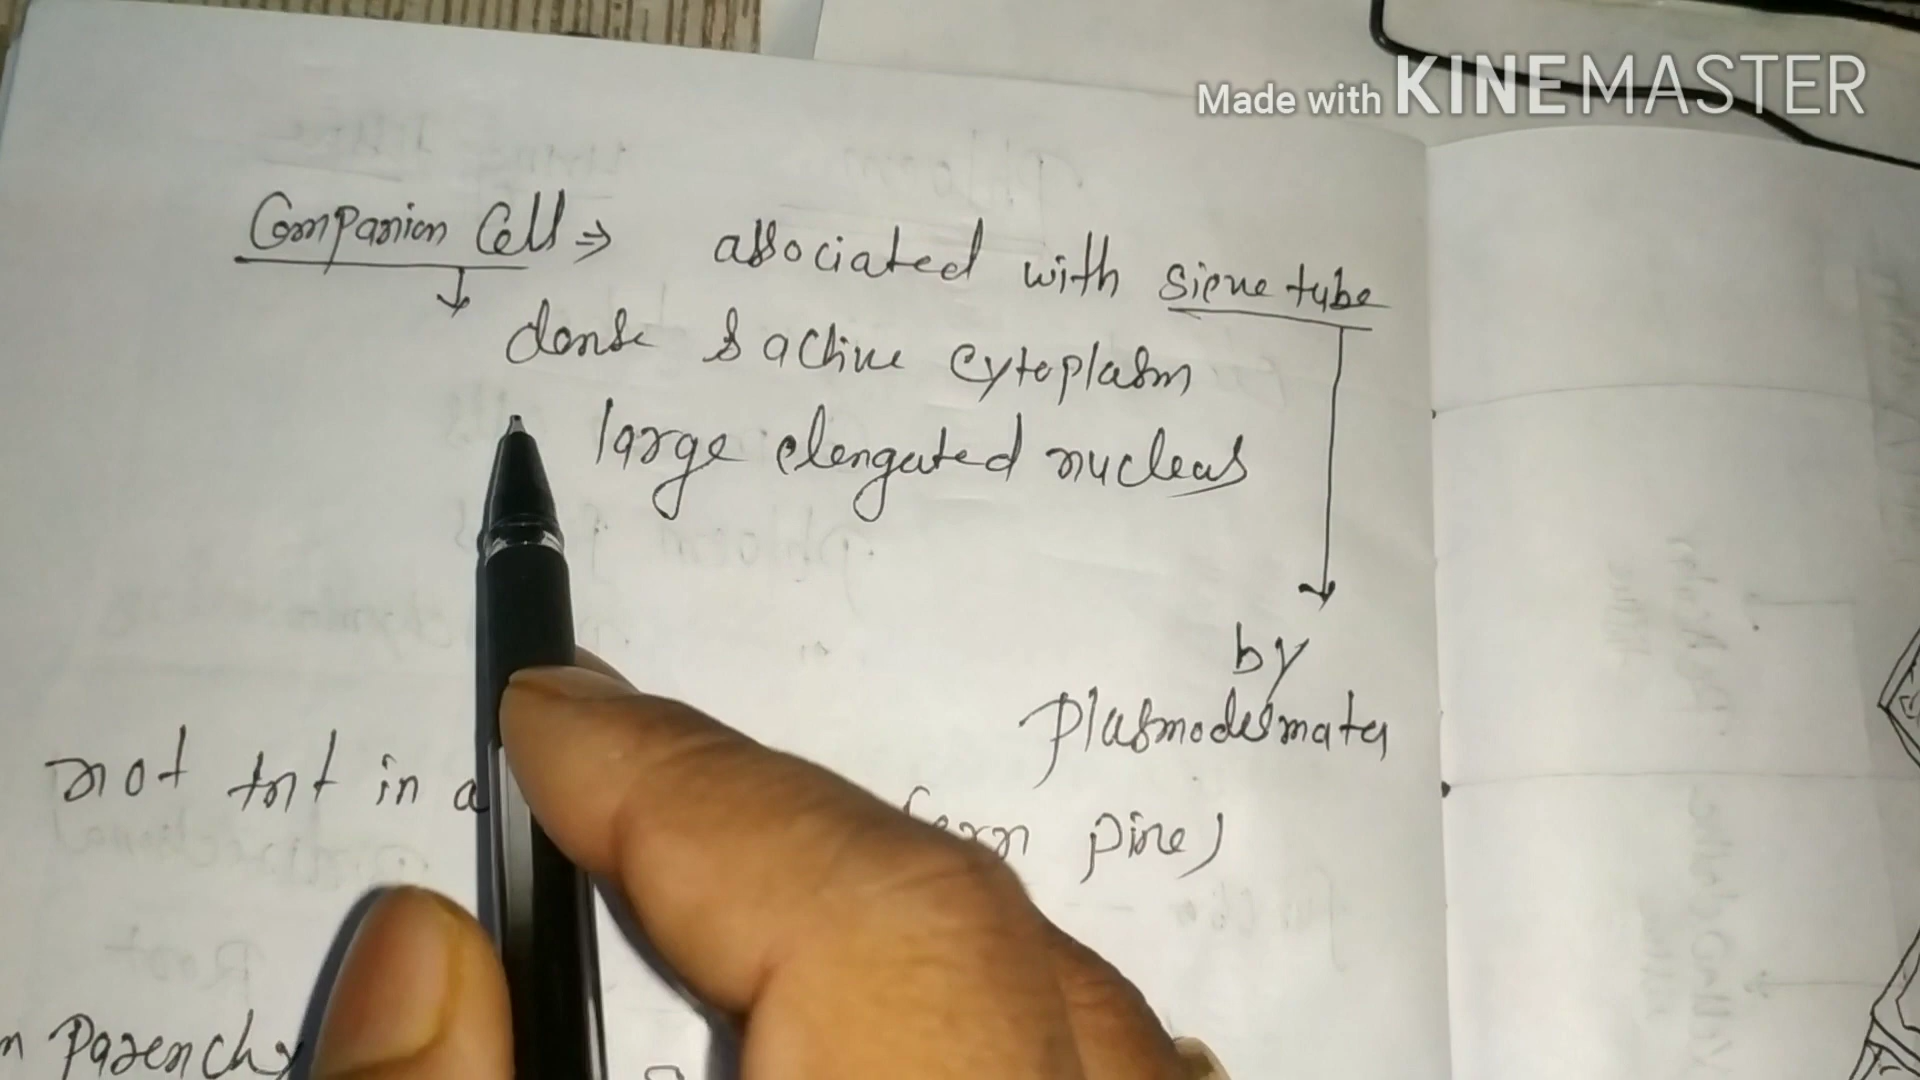 Made with KINEMASTER
Companion Cell ⇒ associated with sieve tube
↓
dense & active cytoplasm
large elongated nucleus
by
Plasmodesmata
not in
pine)
Parenchy